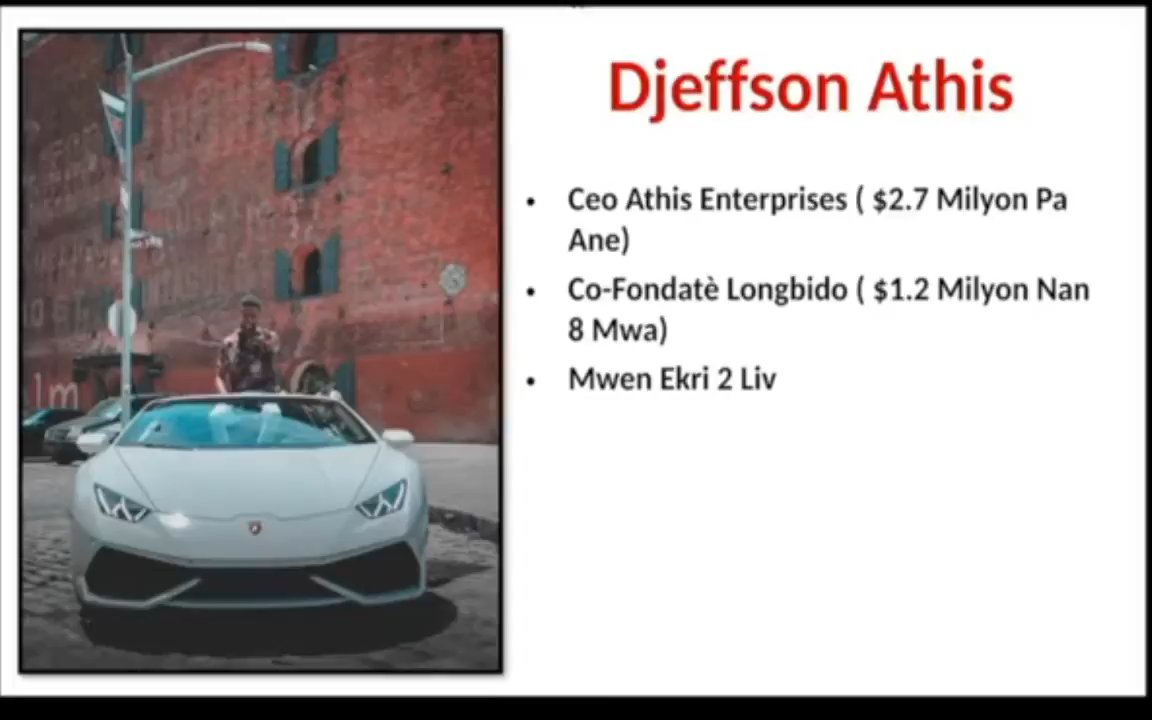 Djeffson Athis
• Ceo Athis Enterprises ( $2.7 Milyon Pa
Ane)
• Co-Fondatè Longbido ( $1.2 Milyon Nan
8 Mwa)
• Mwen Ekri 2 Liv